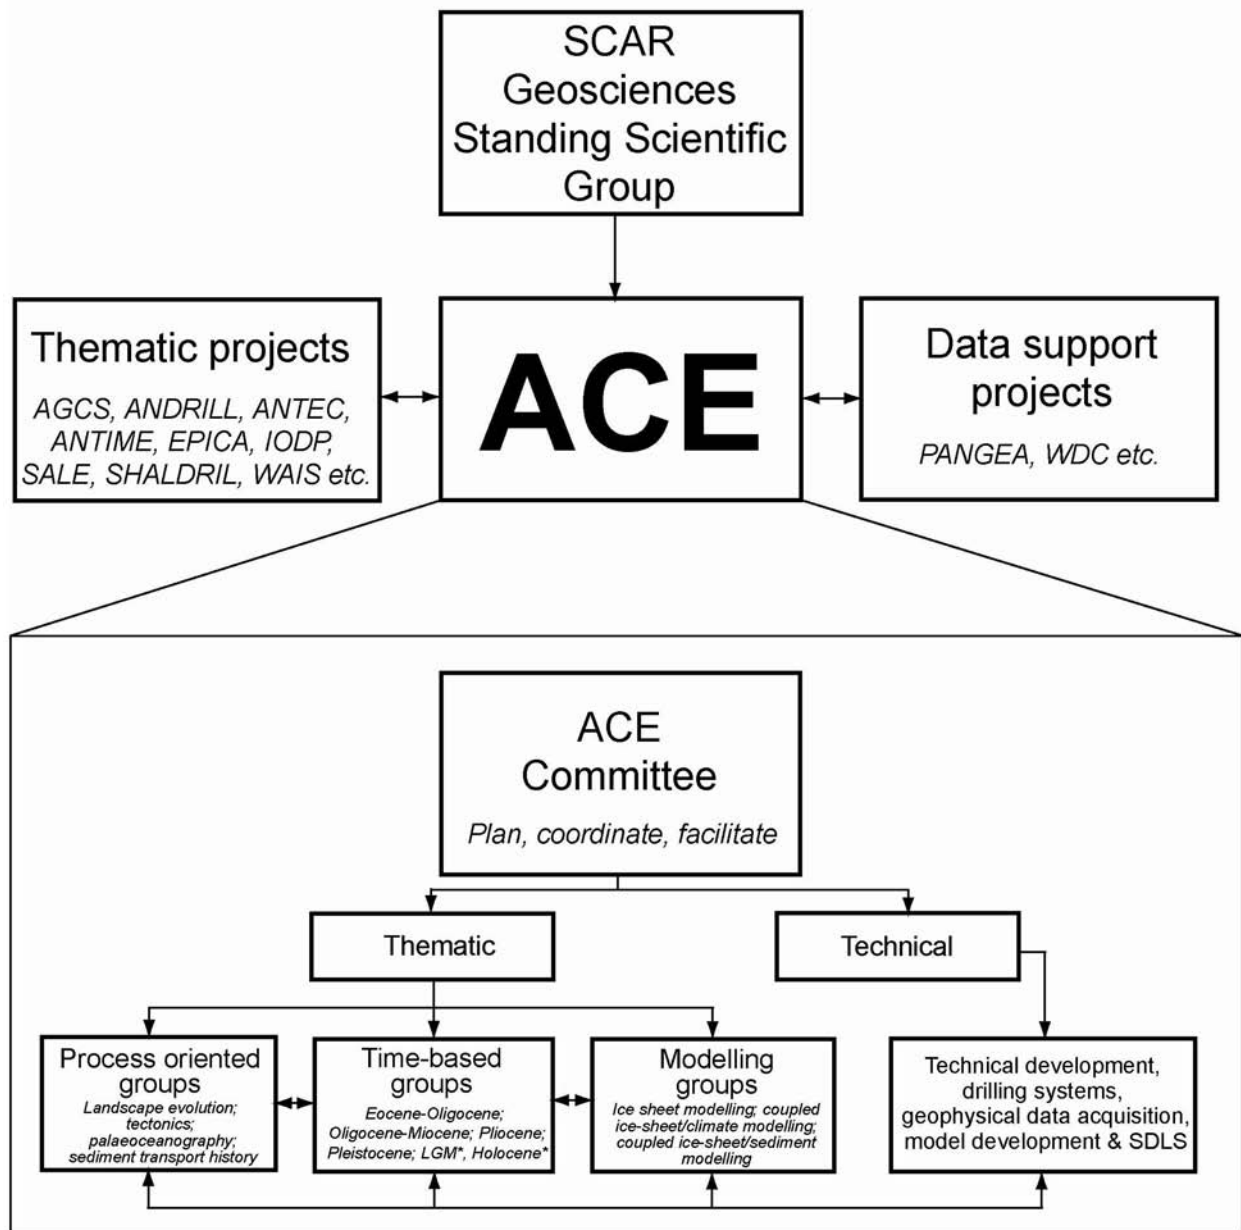 SCAR
Geosciences
Standing Scientific
Group
Thematic projects
AGCS, ANDRILL, ANTEC,
ANTIME, EPICA, IODP,
SALE, SHALDRIL, WAIS etc.
ACE
Data support
projects
PANGEA, WDC etc.
ACE
Committee
Plan, coordinate, facilitate
Thematic
Technical
Process oriented
groups
Landscape evolution;
tectonics;
palaeoceanography;
sediment transport history
Time-based
groups
Eocene-Oligocene;
Oligocene-Miocene; Pliocene;
Pleistocene; LGM*, Holocene*
Modelling
groups
Ice sheet modelling; coupled
ice-sheet/climate modelling;
coupled ice-sheet/sediment
modelling
Technical development,
drilling systems,
geophysical data acquisition,
model development & SDLS